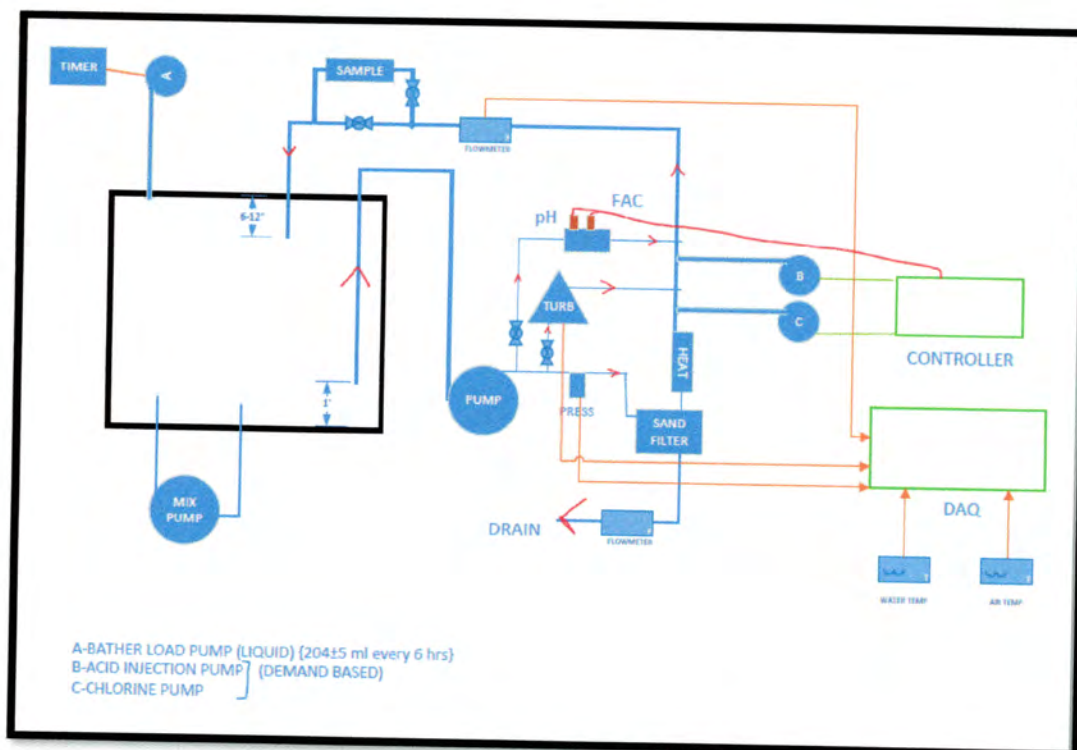 TIMER
A
SAMPLE
FLOWMETER
6-12"
pH
FAC
B
TURB
C
CONTROLLER
HEAT
1'
PUMP
PRESS
SAND
FILTER
MIX
PUMP
DAQ
DRAIN
FLOWMETER
WATER TEMP
AIR TEMP
A-BATHER LOAD PUMP (LIQUID) {204±5 ml every 6 hrs}
B-ACID INJECTION PUMP (DEMAND BASED)
C-CHLORINE PUMP